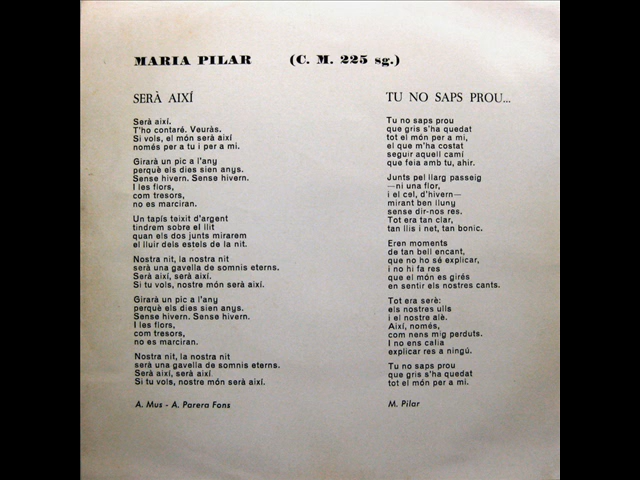 MARIA PILAR (C. M. 225 sg.)
SERÀ AIXÍ
Serà així.
T'ho contaré. Veuràs.
Si vols, el món serà així
només per a tu i per a mi.
Girarà un pic a l'any
perquè els dies sien anys.
Sense hivern. Sense hivern.
I les flors,
com tresors,
no es marciran.
Un tapís teixit d'argent
tindrem sobre el llit
quan els dos junts mirarem
el lluir dels estels de la nit.
Nostra nit, la nostra nit
serà una gavella de somnis eterns.
Serà així, serà així.
Si tu vols, nostre món serà així.
Girarà un pic a l'any
perquè els dies sien anys.
Sense hivern. Sense hivern.
I les flors,
com tresors,
no es marciran.
Nostra nit, la nostra nit
serà una gavella de somnis eterns.
Serà així, serà així
Si tu vols, nostre món serà així.
A. Mus - A. Parera Fons
TU NO SAPS PROU...
Tu no saps prou
que gris s'ha quedat
tot el món per a mi,
el que m'ha costat
seguir aquell camí
que feia amb tu, ahir.
Junts pel llarg passeig
—ni una flor,
i el cel, d'hivern—
mirant ben lluny
sense dir-nos res.
Tot era tan clar,
tan llis i net, tan bonic.
Eren moments
de tan bell encant,
que no ho sé explicar,
i no hi fa res
que el món es girés
en sentir els nostres cants.
Tot era serè:
els nostres ulls
i el nostre alè.
Així, només,
com nens mig perduts.
I no ens calia
explicar res a ningú.
Tu no saps prou
que gris s'ha quedat
tot el món per a mi.
M. Pilar